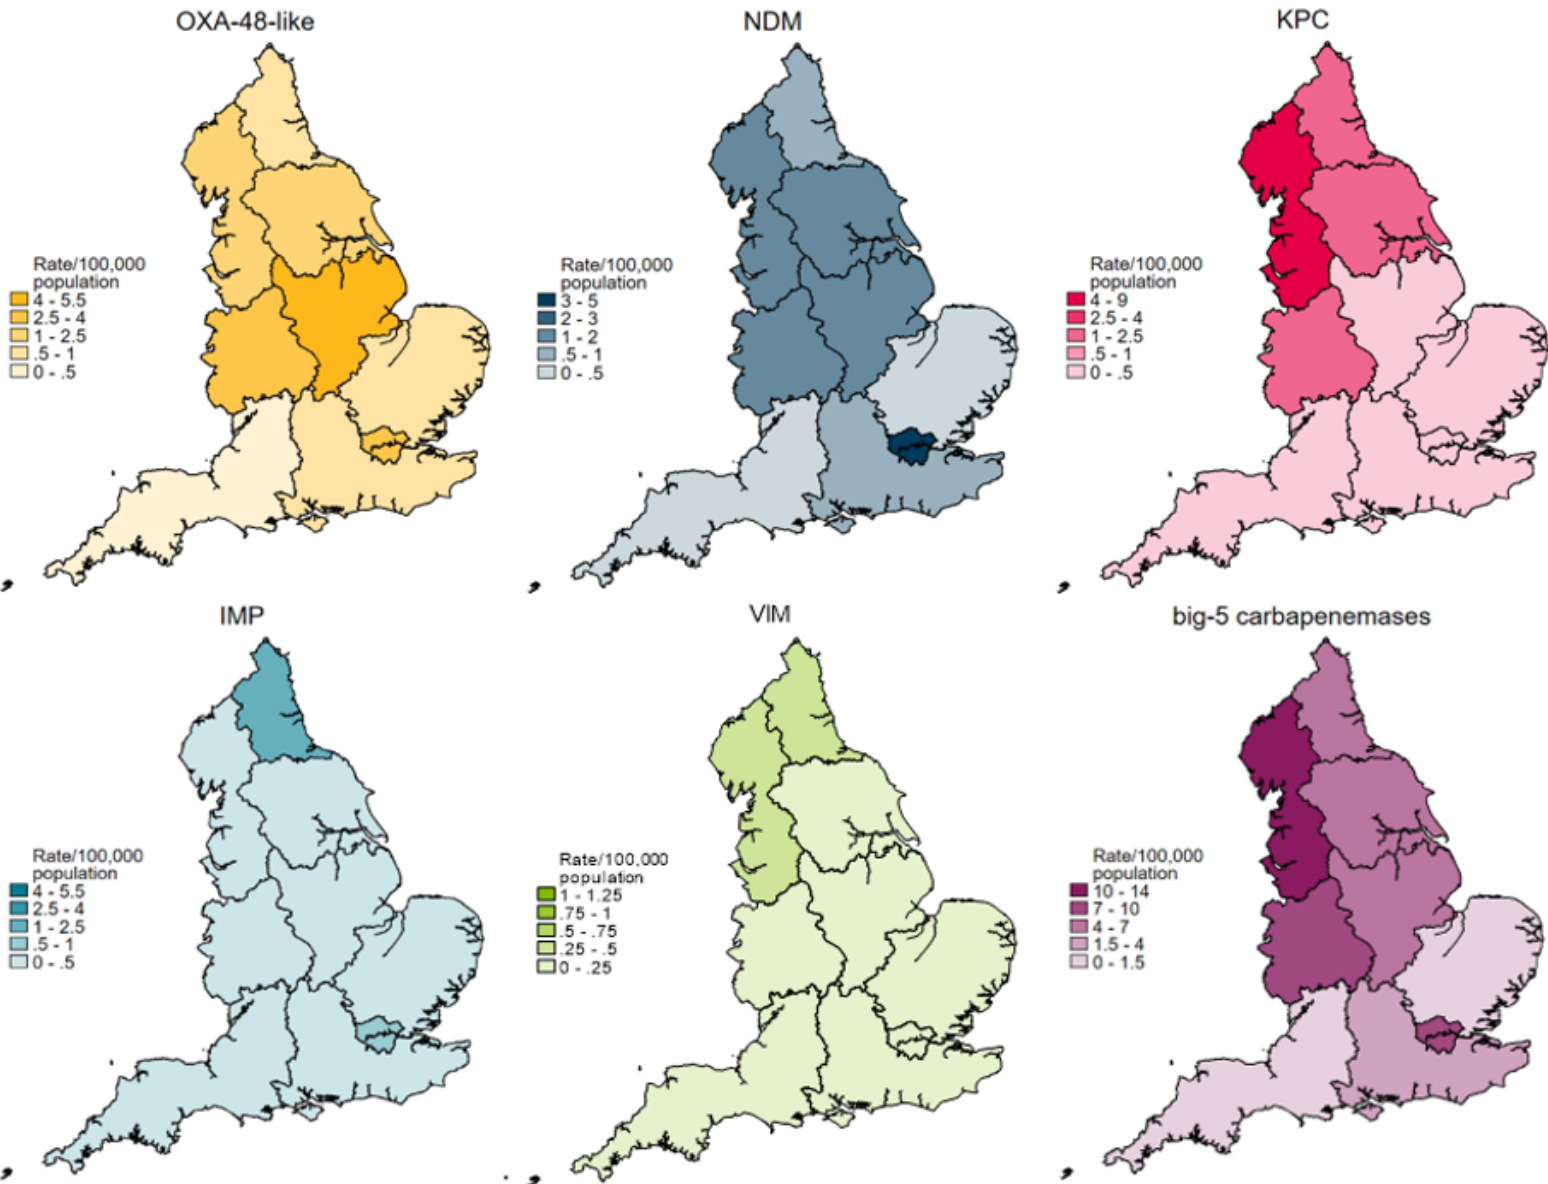 OXA-48-like
NDM
KPC
Rate/100,000
population
4 - 5.5
2.5 - 4
1 - 2.5
.5 - 1
0 - .5
Rate/100,000
population
3 - 5
2 - 3
1 - 2
.5 - 1
0 - .5
Rate/100,000
population
4 - 9
2.5 - 4
1 - 2.5
.5 - 1
0 - .5
IMP
VIM
big-5 carbapenemases
Rate/100,000
population
4 - 5.5
2.5 - 4
1 - 2.5
.5 - 1
0 - .5
Rate/100,000
population
1 - 1.25
.75 - 1
.5 - .75
.25 - .5
0 - .25
Rate/100,000
population
10 - 14
7 - 10
4 - 7
1.5 - 4
0 - 1.5